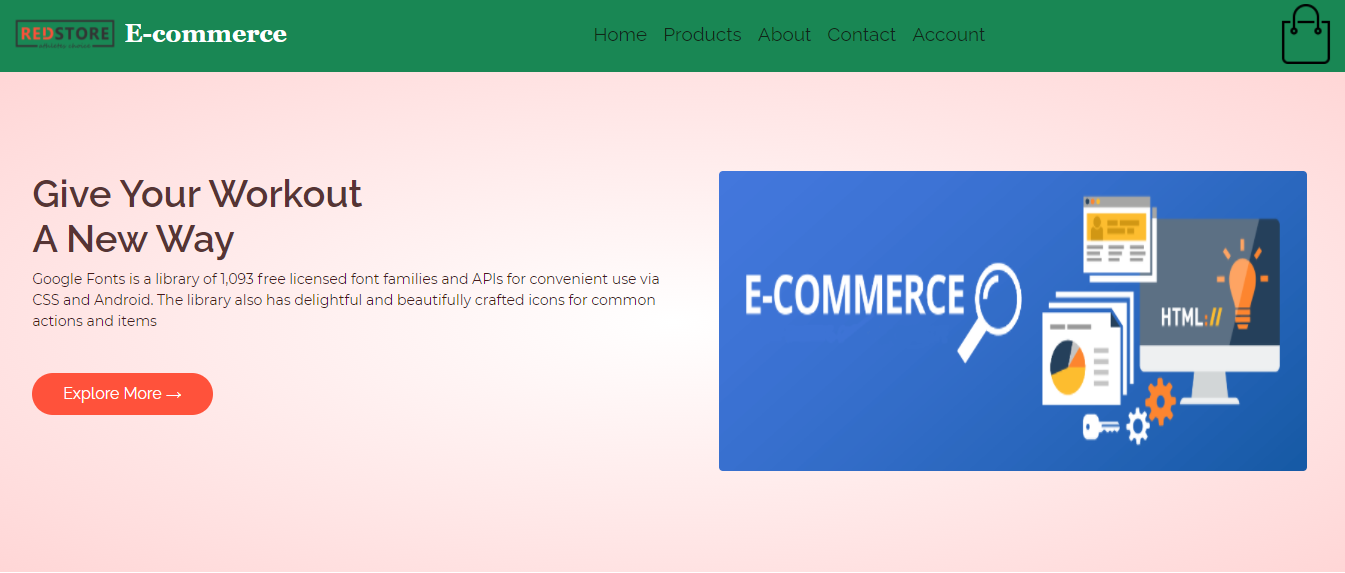 REDSTORE E-commerce Home Products About Contact Account
Give Your Workout
A New Way
Google Fonts is a library of 1,093 free licensed font families and APIs for convenient use via
CSS and Android. The library also has delightful and beautifully crafted icons for common
actions and items
Explore More →
E-COMMERCE
HTML://